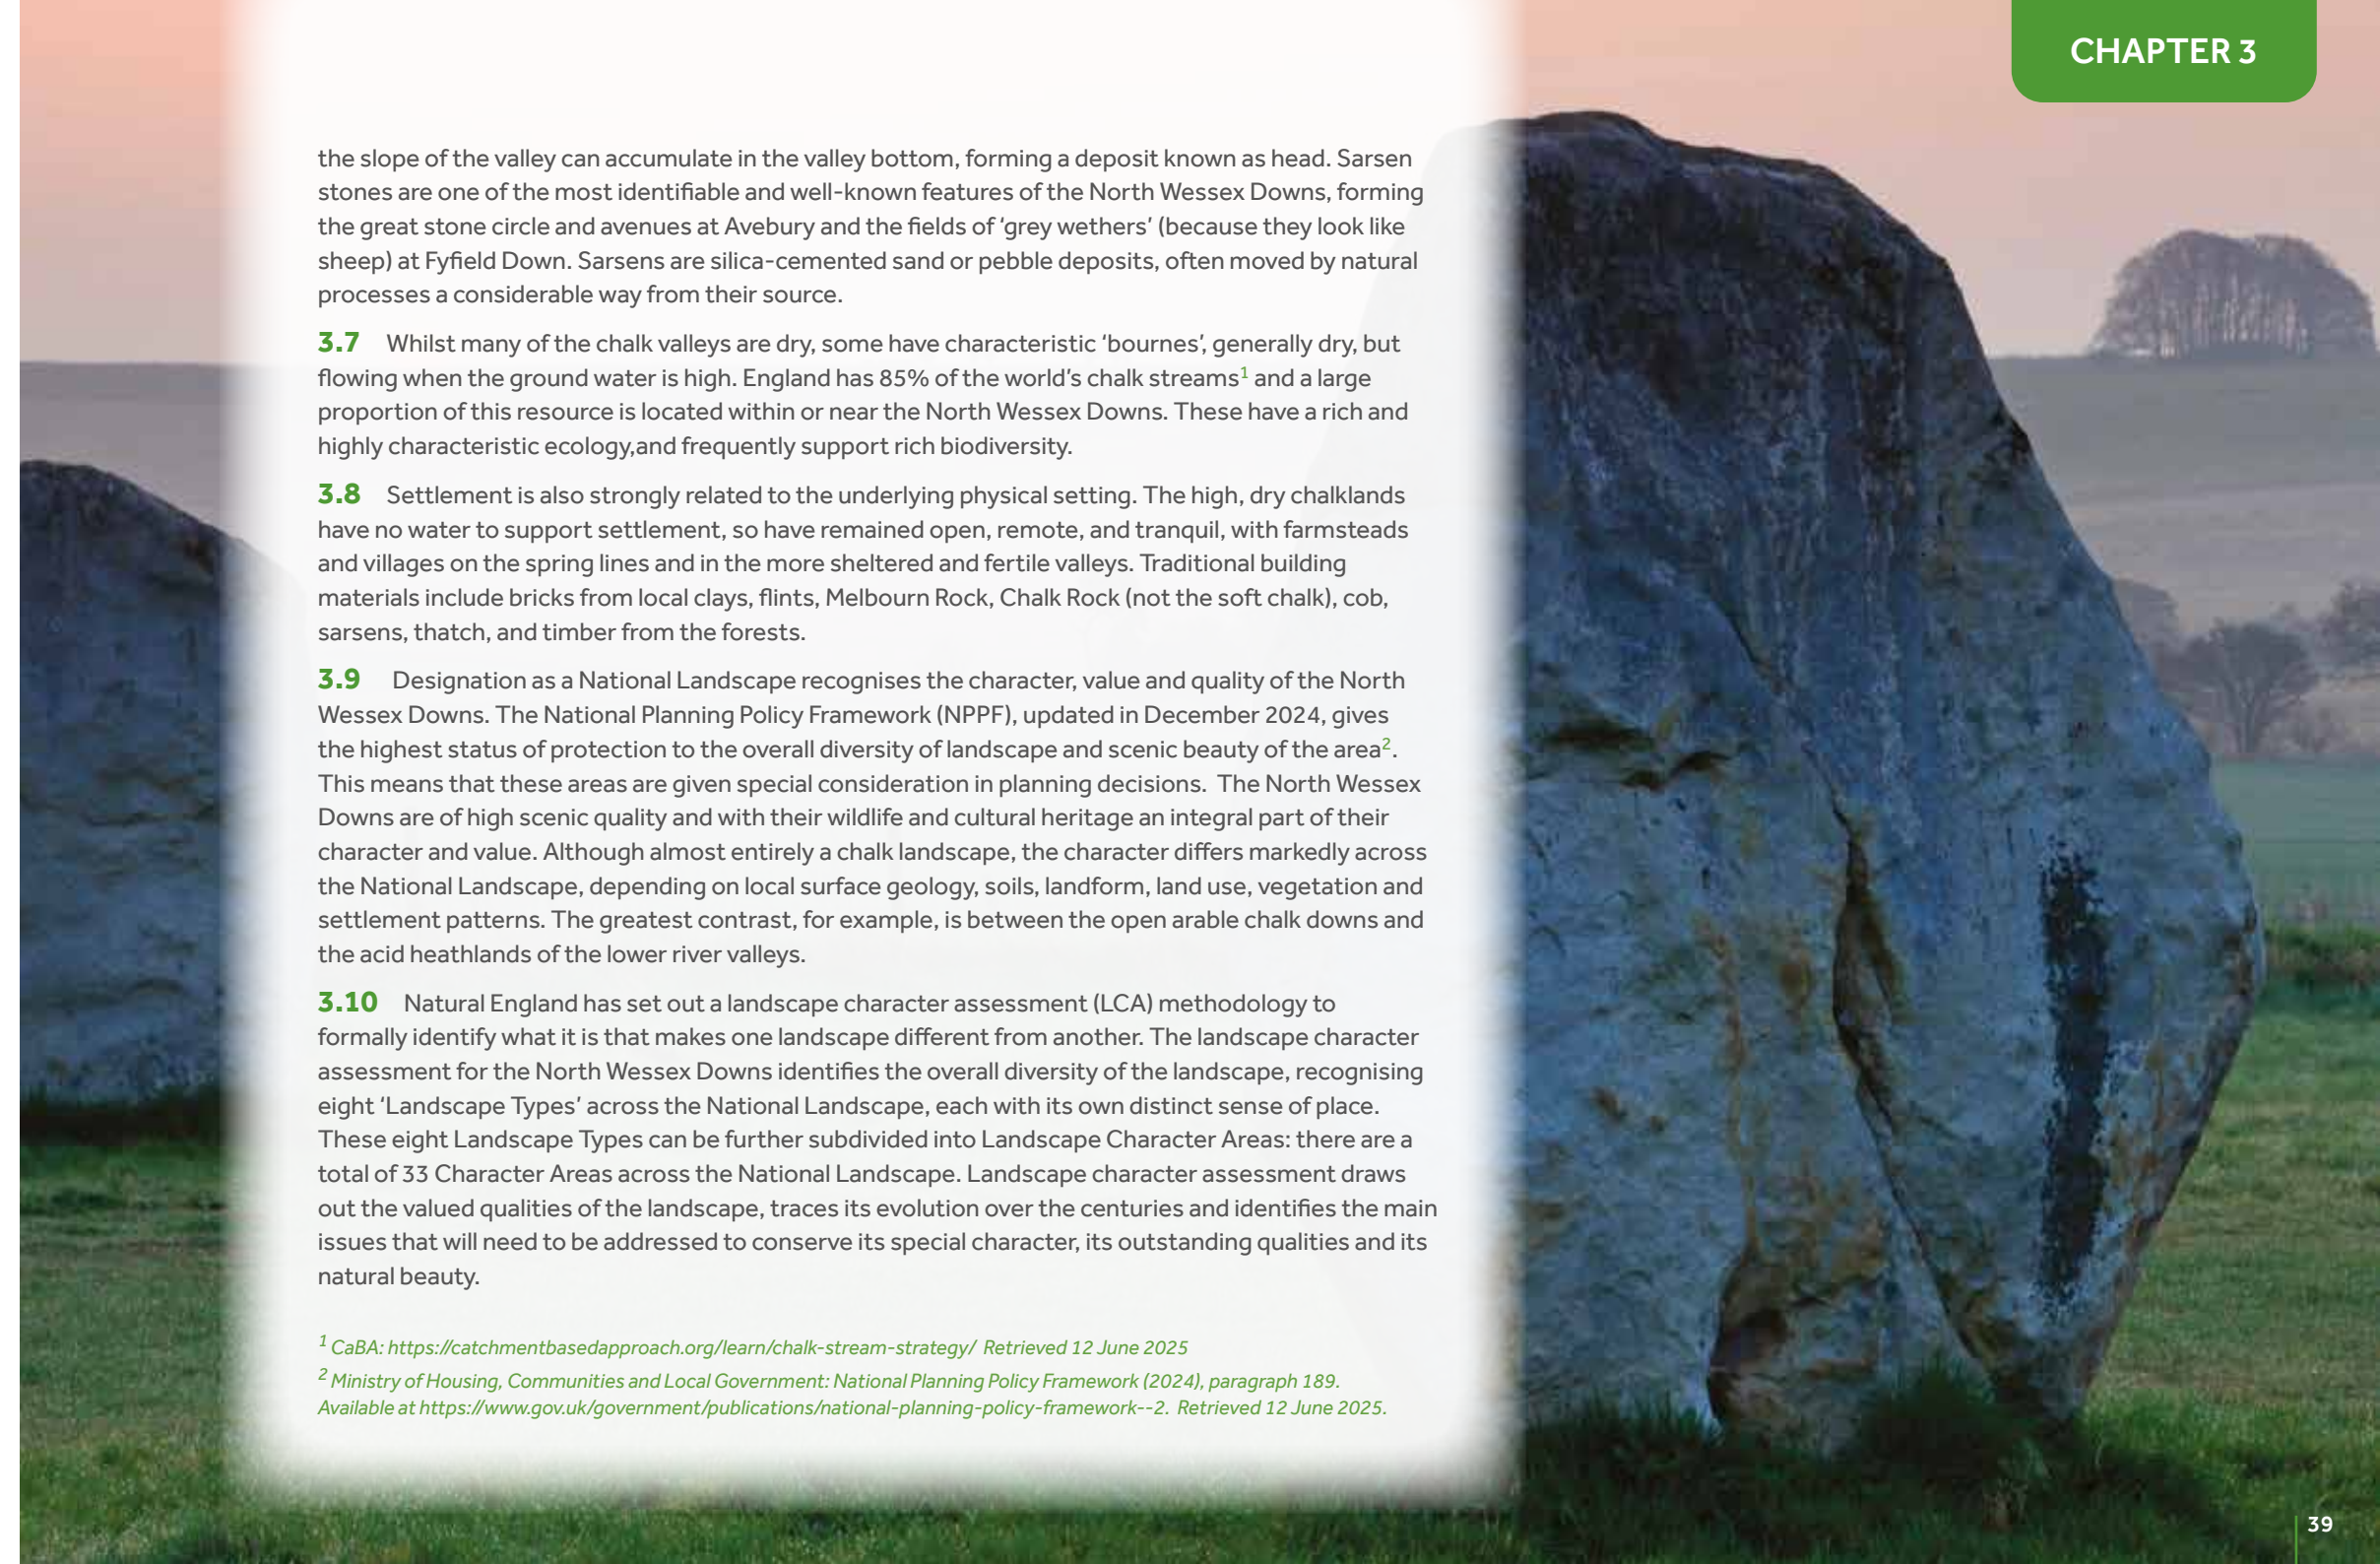 CHAPTER 3
the slope of the valley can accumulate in the valley bottom, forming a deposit known as head. Sarsen
stones are one of the most identifiable and well-known features of the North Wessex Downs, forming
the great stone circle and avenues at Avebury and the fields of ‘grey wethers’ (because they look like
sheep) at Fyfield Down. Sarsens are silica-cemented sand or pebble deposits, often moved by natural
processes a considerable way from their source.
3.7 Whilst many of the chalk valleys are dry, some have characteristic ‘bournes’, generally dry, but
flowing when the ground water is high. England has 85% of the world’s chalk streams1 and a large
proportion of this resource is located within or near the North Wessex Downs. These have a rich and
highly characteristic ecology,and frequently support rich biodiversity.
3.8 Settlement is also strongly related to the underlying physical setting. The high, dry chalklands
have no water to support settlement, so have remained open, remote, and tranquil, with farmsteads
and villages on the spring lines and in the more sheltered and fertile valleys. Traditional building
materials include bricks from local clays, flints, Melbourn Rock, Chalk Rock (not the soft chalk), cob,
sarsens, thatch, and timber from the forests.
3.9 Designation as a National Landscape recognises the character, value and quality of the North
Wessex Downs. The National Planning Policy Framework (NPPF), updated in December 2024, gives
the highest status of protection to the overall diversity of landscape and scenic beauty of the area2.
This means that these areas are given special consideration in planning decisions. The North Wessex
Downs are of high scenic quality and with their wildlife and cultural heritage an integral part of their
character and value. Although almost entirely a chalk landscape, the character differs markedly across
the National Landscape, depending on local surface geology, soils, landform, land use, vegetation and
settlement patterns. The greatest contrast, for example, is between the open arable chalk downs and
the acid heathlands of the lower river valleys.
3.10 Natural England has set out a landscape character assessment (LCA) methodology to
formally identify what it is that makes one landscape different from another. The landscape character
assessment for the North Wessex Downs identifies the overall diversity of the landscape, recognising
eight ‘Landscape Types’ across the National Landscape, each with its own distinct sense of place.
These eight Landscape Types can be further subdivided into Landscape Character Areas: there are a
total of 33 Character Areas across the National Landscape. Landscape character assessment draws
out the valued qualities of the landscape, traces its evolution over the centuries and identifies the main
issues that will need to be addressed to conserve its special character, its outstanding qualities and its
natural beauty.
1 CaBA: https://catchmentbasedapproach.org/learn/chalk-stream-strategy/ Retrieved 12 June 2025
2 Ministry of Housing, Communities and Local Government: National Planning Policy Framework (2024), paragraph 189.
Available at https://www.gov.uk/government/publications/national-planning-policy-framework--2. Retrieved 12 June 2025.
39